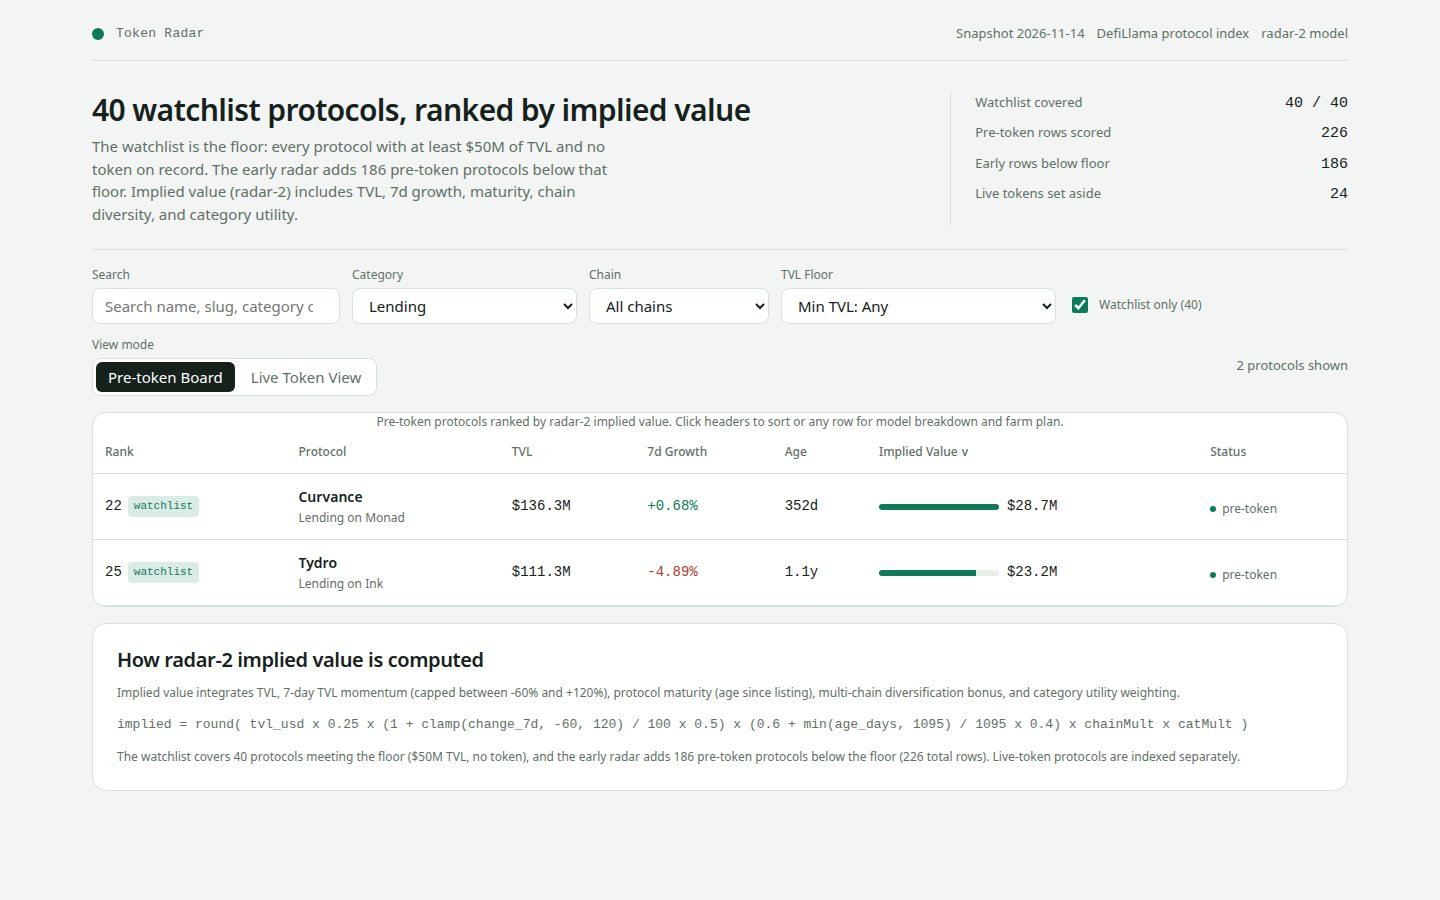 Token Radar
Snapshot 2026-11-14 DefiLlama protocol index radar-2 model
40 watchlist protocols, ranked by implied value
The watchlist is the floor: every protocol with at least $50M of TVL and no
token on record. The early radar adds 186 pre-token protocols below that
floor. Implied value (radar-2) includes TVL, 7d growth, maturity, chain
diversity, and category utility.
Watchlist covered 40 / 40
Pre-token rows scored 226
Early rows below floor 186
Live tokens set aside 24
Search Category Chain TVL Floor
Search name, slug, category c Lending All chains Min TVL: Any Watchlist only (40)
View mode
Pre-token Board Live Token View 2 protocols shown
Pre-token protocols ranked by radar-2 implied value. Click headers to sort or any row for model breakdown and farm plan.
Rank Protocol TVL 7d Growth Age Implied Value v Status
22 watchlist Curvance $136.3M +0.68% 352d $28.7M pre-token
Lending on Monad
25 watchlist Tydro $111.3M -4.89% 1.1y $23.2M pre-token
Lending on Ink
How radar-2 implied value is computed
Implied value integrates TVL, 7-day TVL momentum (capped between -60% and +120%), protocol maturity (age since listing), multi-chain diversification bonus, and category utility weighting.
implied = round( tvl_usd x 0.25 x (1 + clamp(change_7d, -60, 120) / 100 x 0.5) x (0.6 + min(age_days, 1095) / 1095 x 0.4) x chainMult x catMult )
The watchlist covers 40 protocols meeting the floor ($50M TVL, no token), and the early radar adds 186 pre-token protocols below the floor (226 total rows). Live-token protocols are indexed separately.